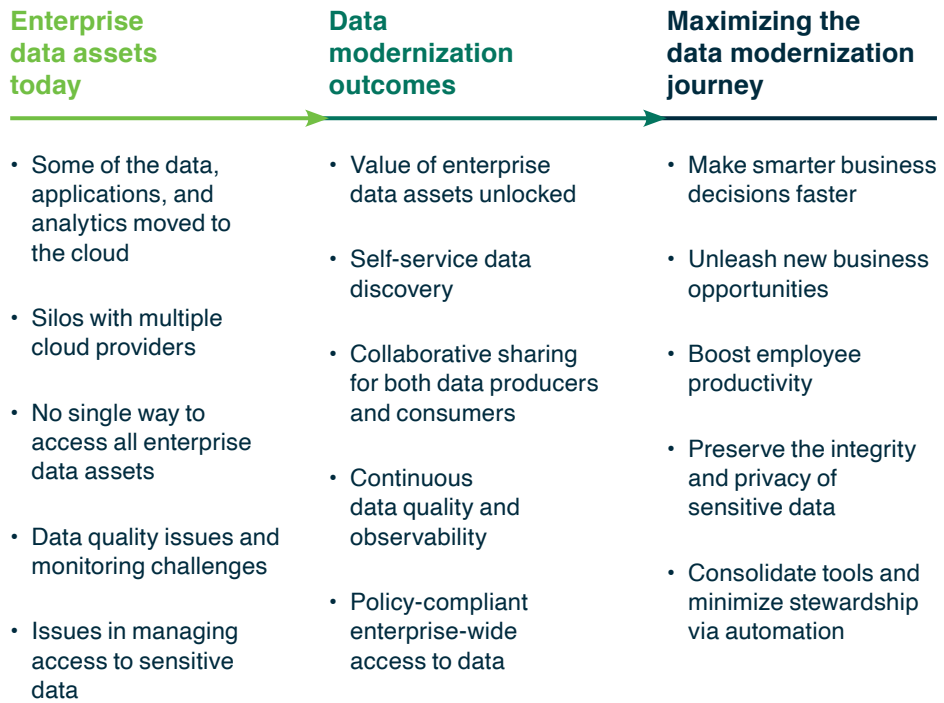 Enterprise
data assets
today
• Some of the data,
applications, and
analytics moved to
the cloud
• Silos with multiple
cloud providers
• No single way to
access all enterprise
data assets
• Data quality issues and
monitoring challenges
• Issues in managing
access to sensitive
data
Data
modernization
outcomes
• Value of enterprise
data assets unlocked
• Self-service data
discovery
• Collaborative sharing
for both data producers
and consumers
• Continuous
data quality and
observability
• Policy-compliant
enterprise-wide
access to data
Maximizing the
data modernization
journey
• Make smarter business
decisions faster
• Unleash new business
opportunities
• Boost employee
productivity
• Preserve the integrity
and privacy of
sensitive data
• Consolidate tools and
minimize stewardship
via automation